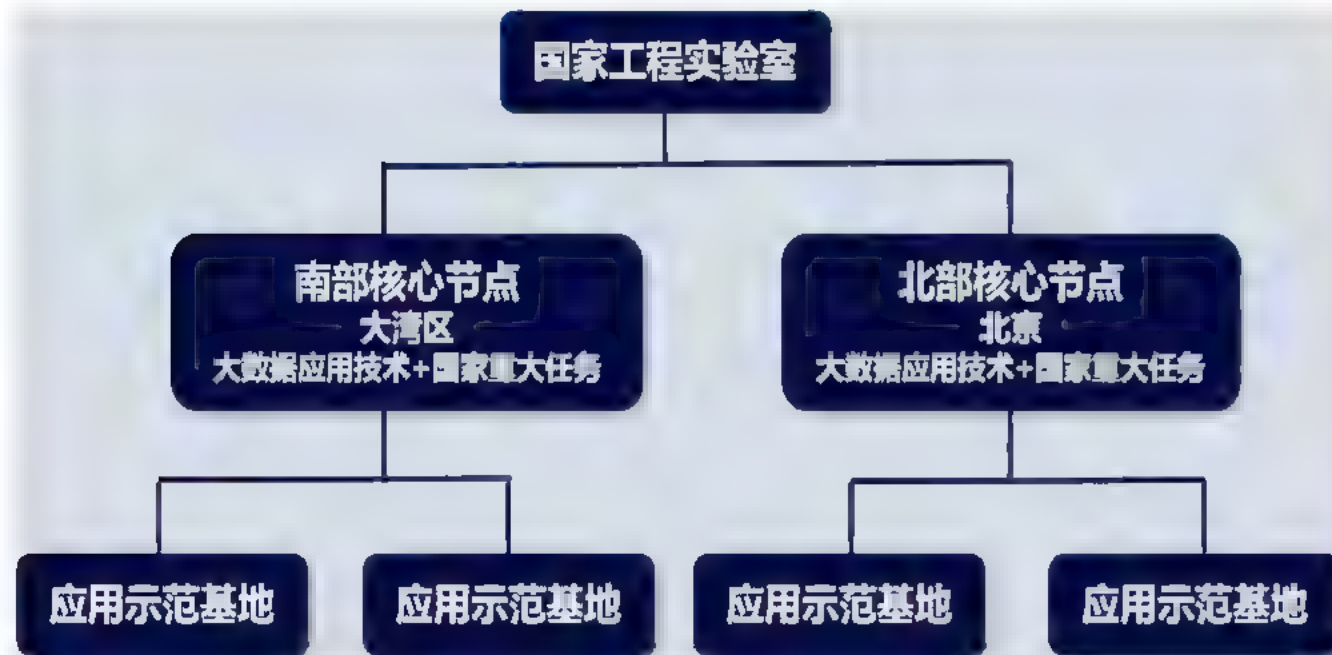 国家工程实验室
南部核心节点
大湾区
大数据应用技术+国家重大任务
北部核心节点
北京
大数据应用技术+国家重大任务
应用示范基地
应用示范基地
应用示范基地
应用示范基地